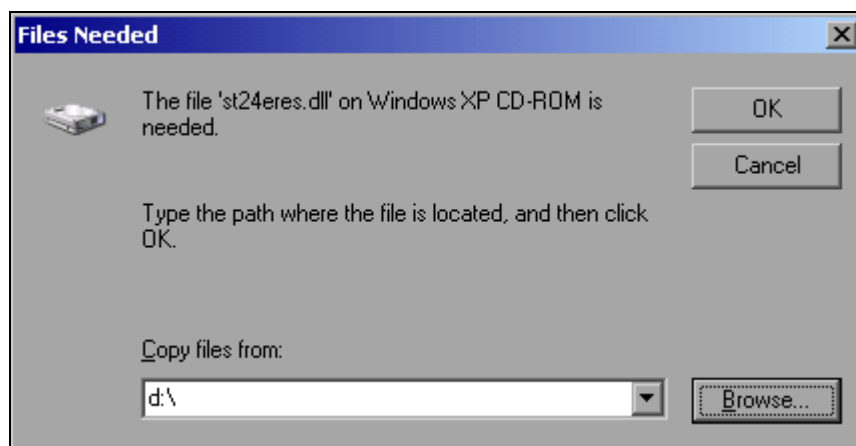 Files Needed
The file 'st24eres.dll' on Windows XP CD-ROM is
needed.
OK
Cancel
Type the path where the file is located, and then click
OK.
Copy files from:
d:\
Browse...